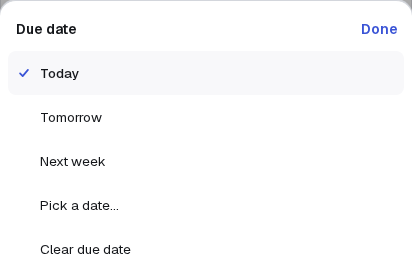 Due date
Done
Today
Tomorrow
Next week
Pick a date...
Clear due date